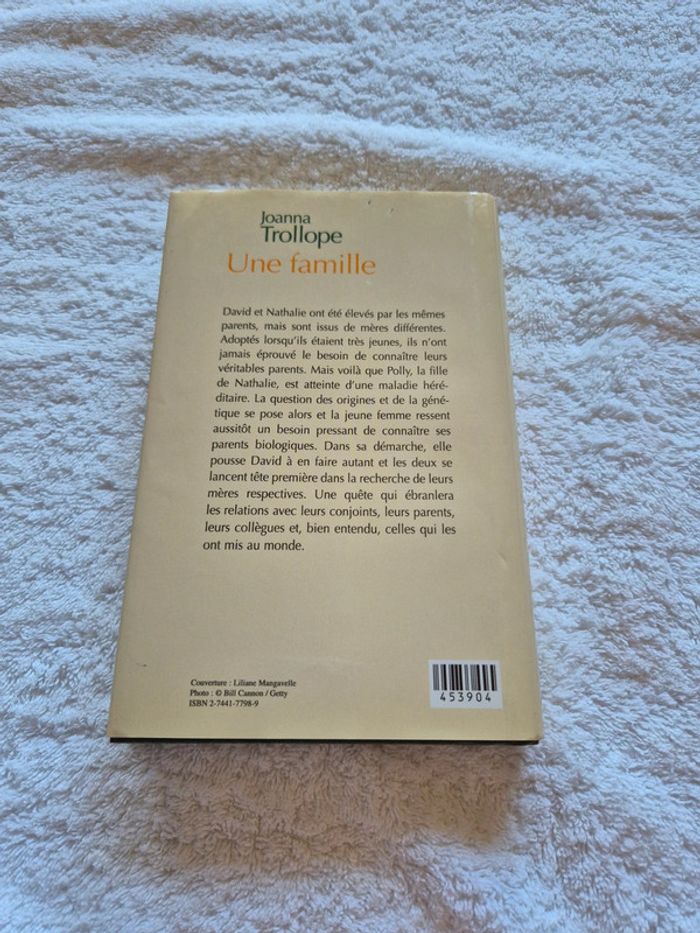 Joanna
Trollope
Une famille
David et Nathalie ont été élevés par les mêmes
parents, mais sont issus de mères différentes.
Adoptés lorsqu'ils étaient très jeunes, ils n'ont
jamais éprouvé le besoin de connaître leurs
véritables parents. Mais voilà que Polly, la fille
de Nathalie, est atteinte d'une maladie héré-
ditaire. La question des origines et de la géné-
tique se pose alors et la jeune femme ressent
aussitôt un besoin pressant de connaître ses
parents biologiques. Dans sa démarche, elle
pousse David à en faire autant et les deux se
lancent tête première dans la recherche de leurs
mères respectives. Une quête qui ébranlera
les relations avec leurs conjoints, leurs parents,
leurs collègues et, bien entendu, celles qui les
ont mis au monde.
Couverture : Liliane Mangavelle
Photo : © Bill Cannon / Getty
ISBN 2-7441-7798-9
453904